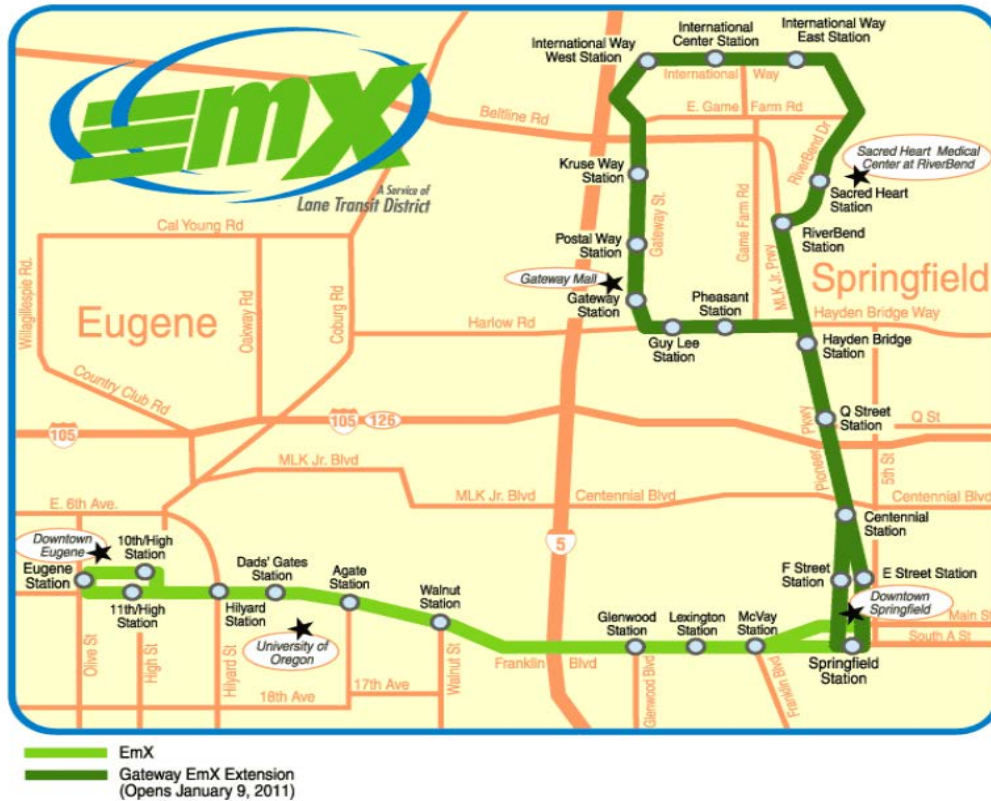 EmX
A Service of
Lane Transit District
International Way
West Station
International
Center Station
International Way
East Station
International Way
E. Game Farm Rd
Beltline Rd
RiverBend Dr
Sacred Heart Medical
Center at RiverBend
Kruse Way
Station
Sacred Heart
Station
Cal Young Rd
Gateway St.
Game Farm Rd
RiverBend
Station
Postal Way
Station
MLK Jr. Prwy
Willagillespie Rd.
Oakway Rd
Coburg Rd
Gateway Mall
Springfield
Eugene
Gateway
Station
Pheasant
Station
Hayden Bridge Way
Harlow Rd
Guy Lee
Station
Hayden Bridge
Station
Country Club Rd
105
105
126
Pioneer Pkwy
Q Street
Station
Q St
5th St
MLK Jr. Blvd
MLK Jr. Blvd
Centennial Blvd
Centennial Blvd
E. 6th Ave.
5
Centennial
Station
Downtown
Eugene
10th/High
Station
Eugene
Station
11th/High
Station
Hilyard
Station
Dads' Gates
Station
Agate
Station
Walnut
Station
F Street
Station
E Street Station
Downtown
Springfield
University of
Oregon
Glenwood
Station
Lexington
Station
McVay
Station
Main St
South A St
Springfield
Station
Franklin Blvd
Olive St
High St
Hilyard St
Walnut St
17th Ave
18th Ave
Glenwood Blvd
Franklin Blvd
EmX
Gateway EmX Extension
(Opens January 9, 2011)